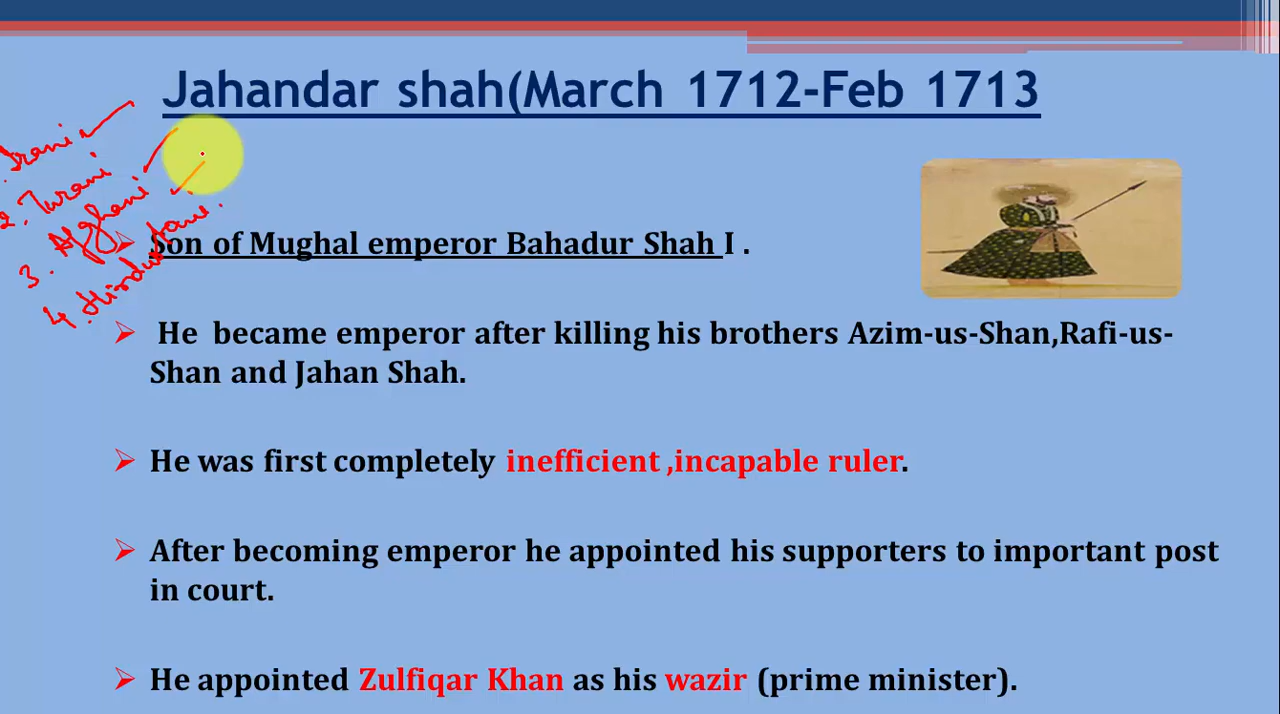 Jahandar shah(March 1712-Feb 1713
. Irani
2. Turani
3. Afghani
4. Hindustani.
Son of Mughal emperor Bahadur Shah I .
He became emperor after killing his brothers Azim-us-Shan,Rafi-us-
Shan and Jahan Shah.
He was first completely inefficient ,incapable ruler.
After becoming emperor he appointed his supporters to important post
in court.
He appointed Zulfiqar Khan as his wazir (prime minister).